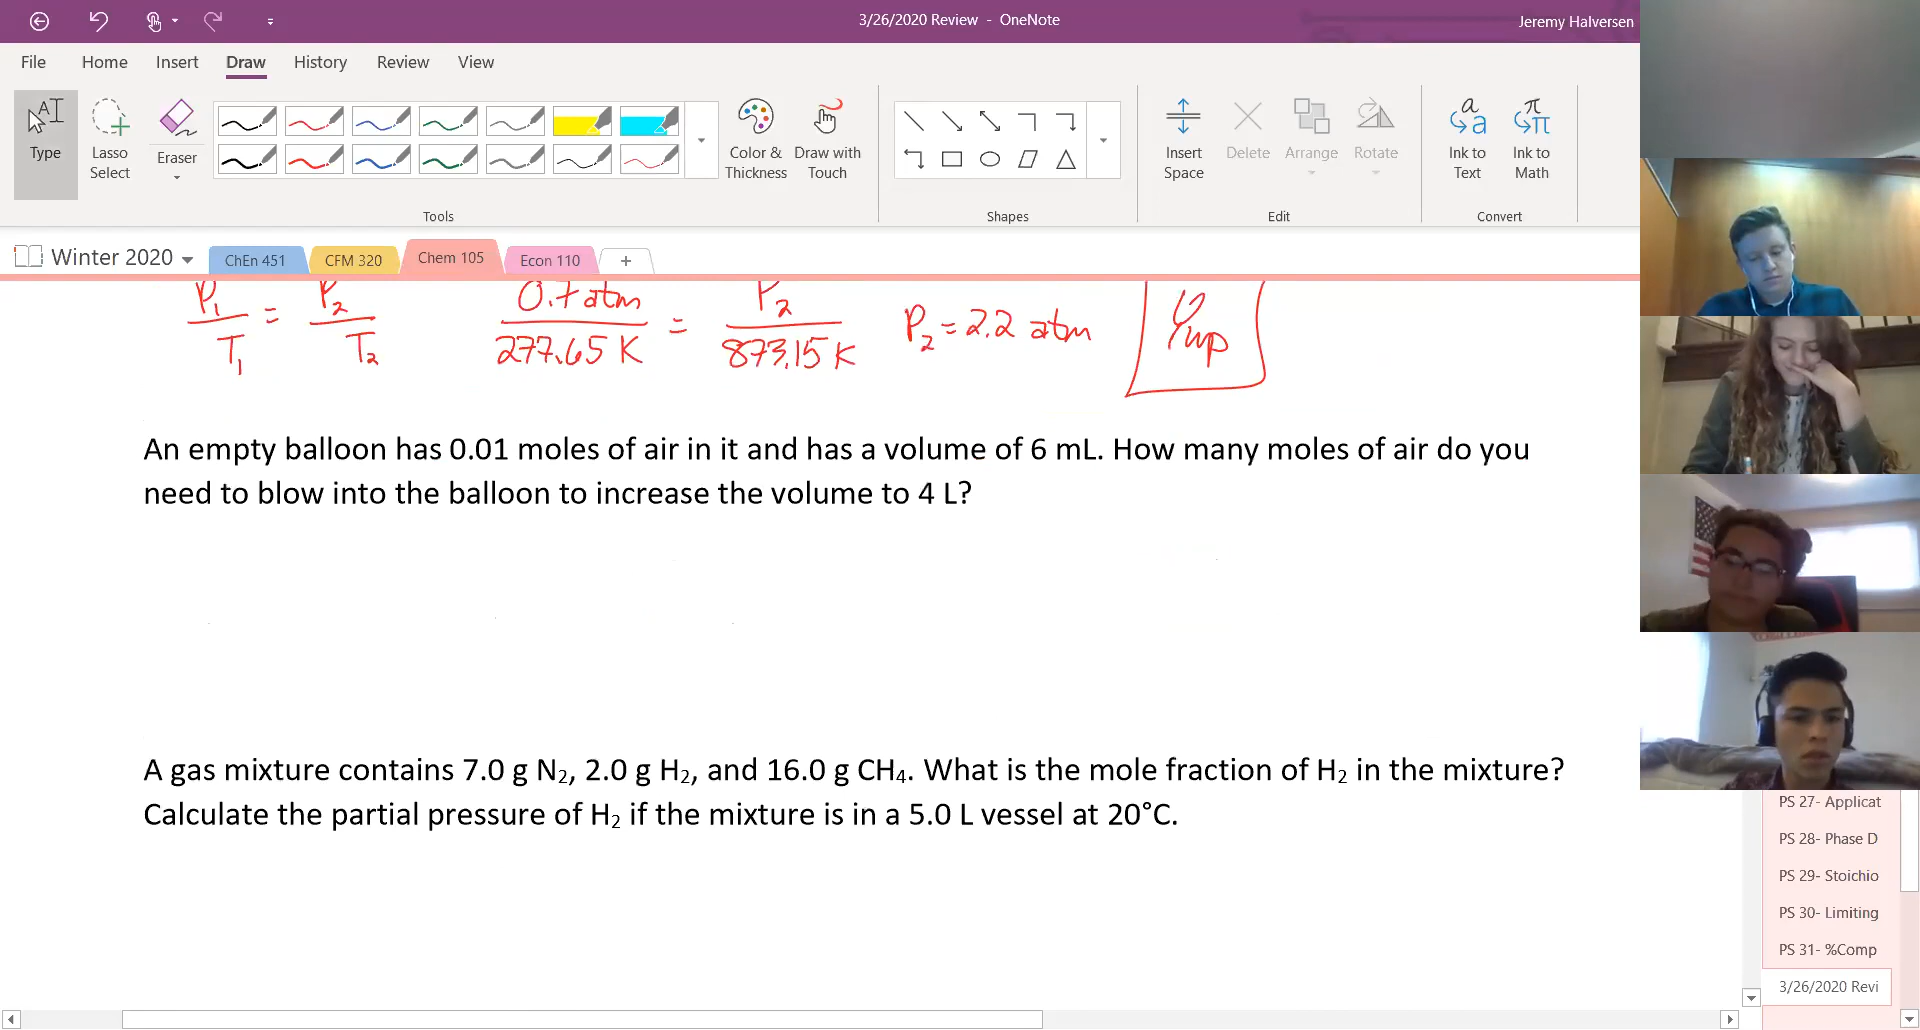 3/26/2020 Review - OneNote
Jeremy Halversen
File Home Insert Draw History Review View
Type
Lasso Select
Eraser
Color & Thickness
Draw with Touch
Insert Space
Delete
Arrange
Rotate
Ink to Text
Ink to Math
Tools
Shapes
Edit
Convert
Winter 2020
ChEn 451
CFM 320
Chem 105
Econ 110
P1/T1 = P2/T2
0.7 atm/277.65 K = P2/873.15 K
P2 = 2.2 atm
An empty balloon has 0.01 moles of air in it and has a volume of 6 mL. How many moles of air do you
need to blow into the balloon to increase the volume to 4 L?
A gas mixture contains 7.0 g N₂, 2.0 g H₂, and 16.0 g CH₄. What is the mole fraction of H₂ in the mixture?
Calculate the partial pressure of H₂ if the mixture is in a 5.0 L vessel at 20°C.
PS 27- Applicat
PS 28- Phase D
PS 29- Stoichio
PS 30- Limiting
PS 31- %Comp
3/26/2020 Revi